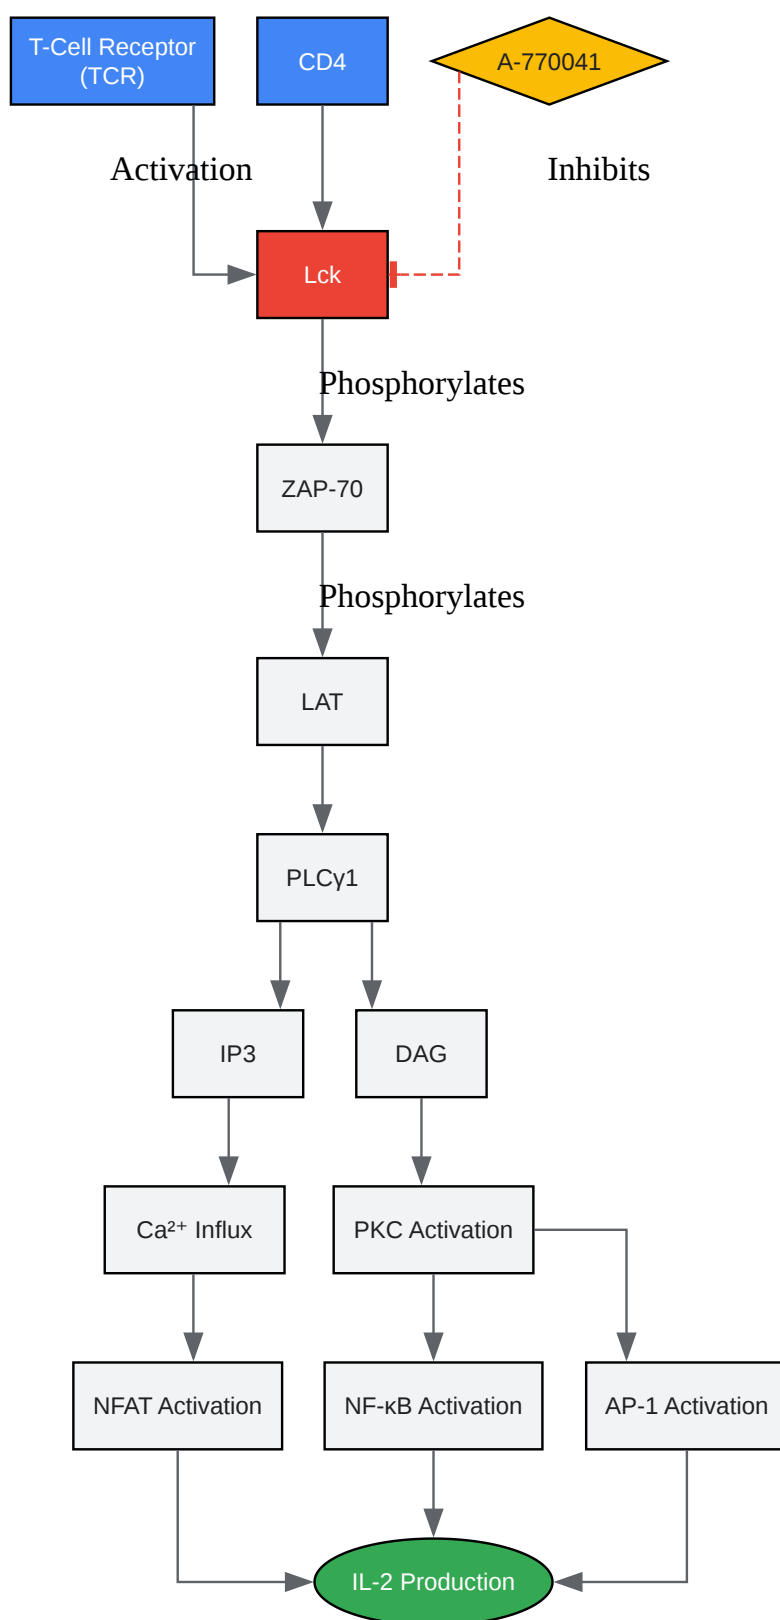 T-Cell Receptor
(TCR)
CD4
A-770041
Activation
Inhibits
Lck
Phosphorylates
ZAP-70
Phosphorylates
LAT
PLCγ1
IP3
DAG
Ca²⁺ Influx
PKC Activation
NFAT Activation
NF-κB Activation
AP-1 Activation
IL-2 Production